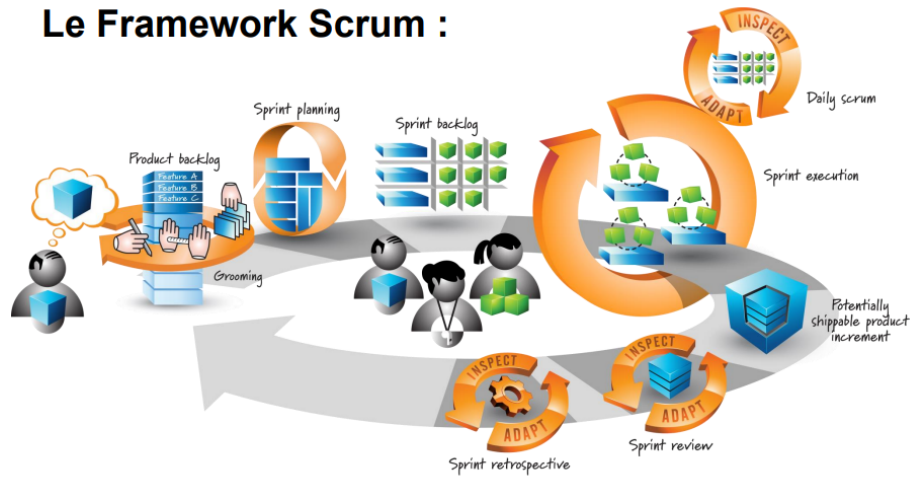 Le Framework Scrum :
INSPECT
ADAPT
Daily scrum
Sprint planning
Sprint backlog
Product backlog
Feature A
Feature B
Feature C
Sprint execution
Grooming
Potentially
shippable product
increment
INSPECT
ADAPT
Sprint review
INSPECT
ADAPT
Sprint retrospective